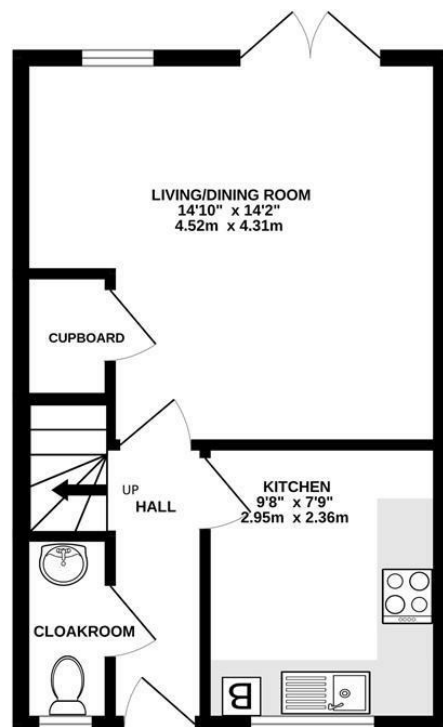 LIVING/DINING ROOM
14'10" x 14'2"
4.52m x 4.31m
CUPBOARD
UP
HALL
KITCHEN
9'8" x 7'9"
2.95m x 2.36m
CLOAKROOM
B